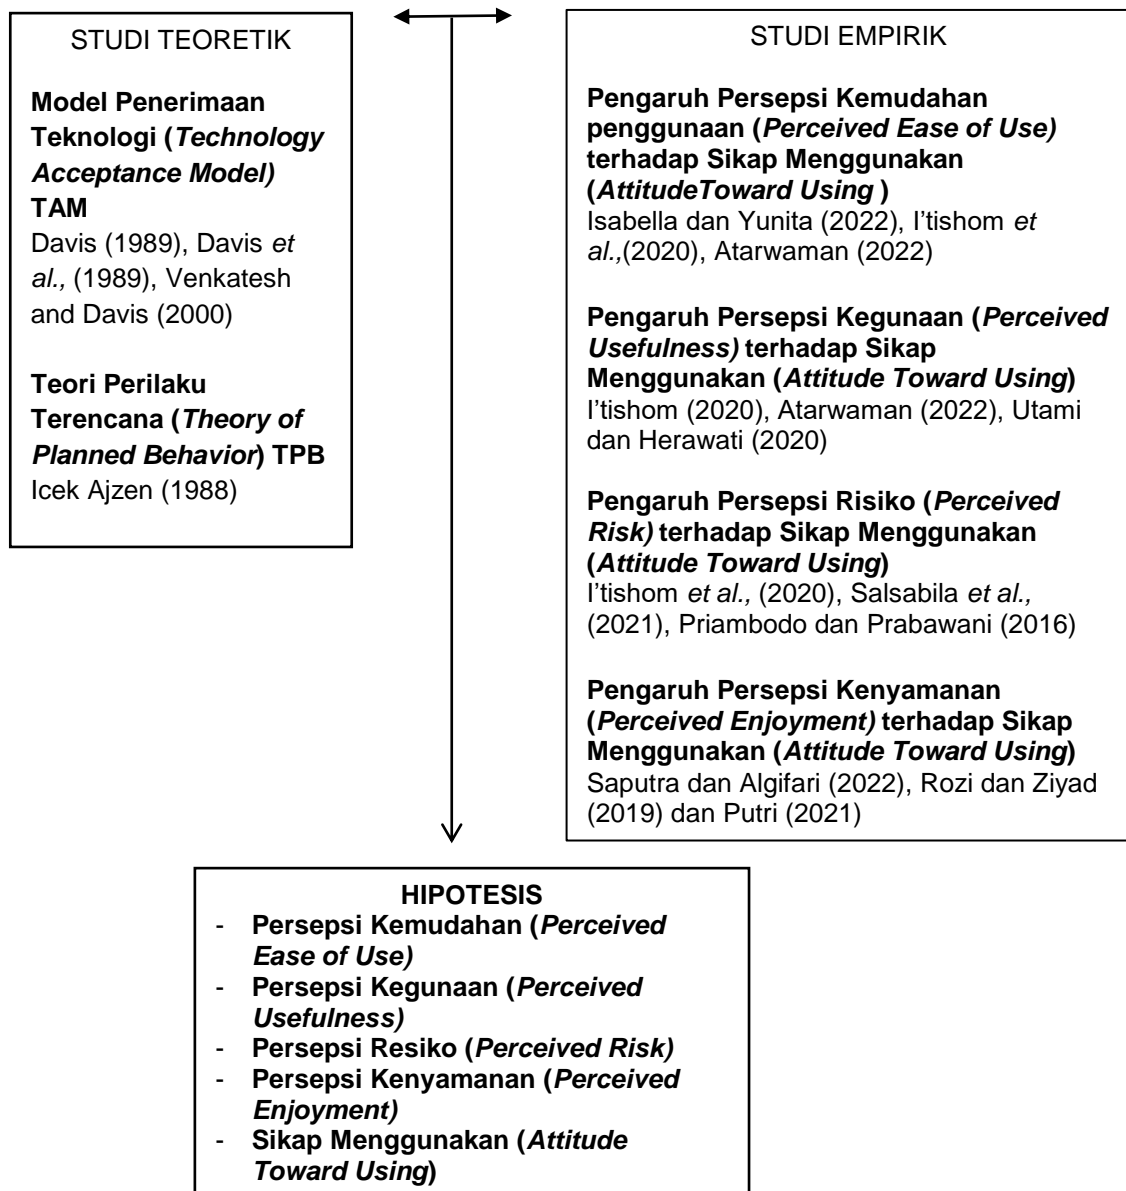 STUDI TEORETIK
Model Penerimaan
Teknologi (Technology
Acceptance Model)
TAM
Davis (1989), Davis et
al., (1989), Venkatesh
and Davis (2000)
Teori Perilaku
Terencana (Theory of
Planned Behavior) TPB
Icek Ajzen (1988)
STUDI EMPIRIK
Pengaruh Persepsi Kemudahan
penggunaan (Perceived Ease of Use)
terhadap Sikap Menggunakan
(AttitudeToward Using )
Isabella dan Yunita (2022), I'tishom et
al.,(2020), Atarwaman (2022)
Pengaruh Persepsi Kegunaan (Perceived
Usefulness) terhadap Sikap
Menggunakan (Attitude Toward Using)
I'tishom (2020), Atarwaman (2022), Utami
dan Herawati (2020)
Pengaruh Persepsi Risiko (Perceived
Risk) terhadap Sikap Menggunakan
(Attitude Toward Using)
I'tishom et al., (2020), Salsabila et al.,
(2021), Priambodo dan Prabawani (2016)
Pengaruh Persepsi Kenyamanan
(Perceived Enjoyment) terhadap Sikap
Menggunakan (Attitude Toward Using)
Saputra dan Algifari (2022), Rozi dan Ziyad
(2019) dan Putri (2021)
HIPOTESIS
- Persepsi Kemudahan (Perceived
Ease of Use)
- Persepsi Kegunaan (Perceived
Usefulness)
- Persepsi Resiko (Perceived Risk)
- Persepsi Kenyamanan (Perceived
Enjoyment)
- Sikap Menggunakan (Attitude
Toward Using)